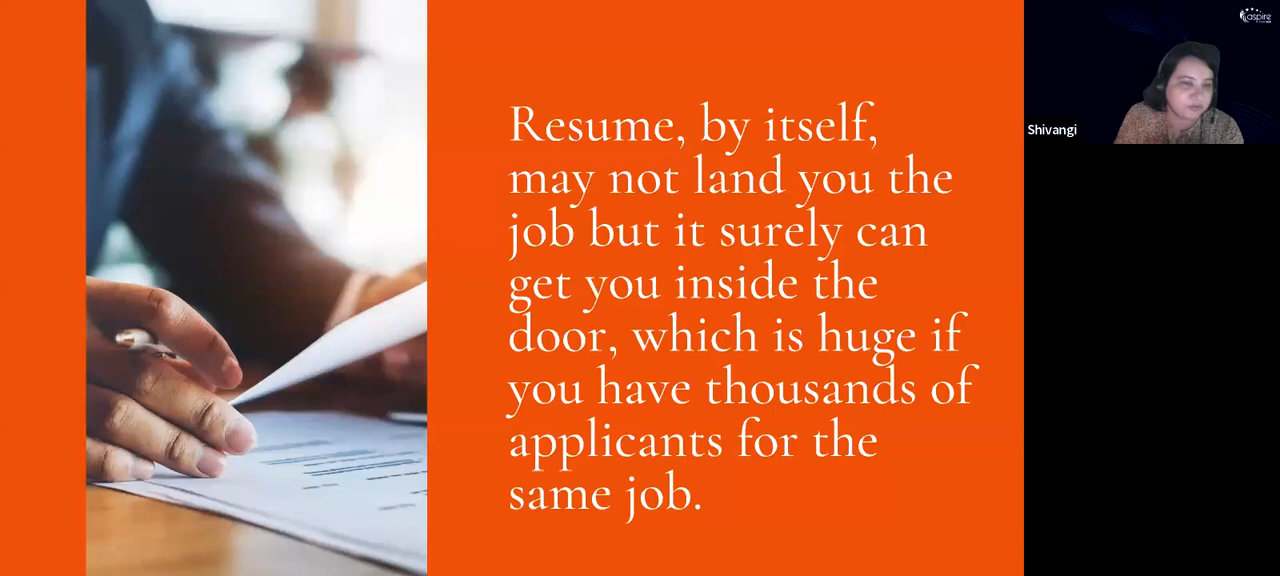 Resume, by itself,
may not land you the
job but it surely can
get you inside the
door, which is huge if
you have thousands of
applicants for the
same job.
aspire
Shivangi